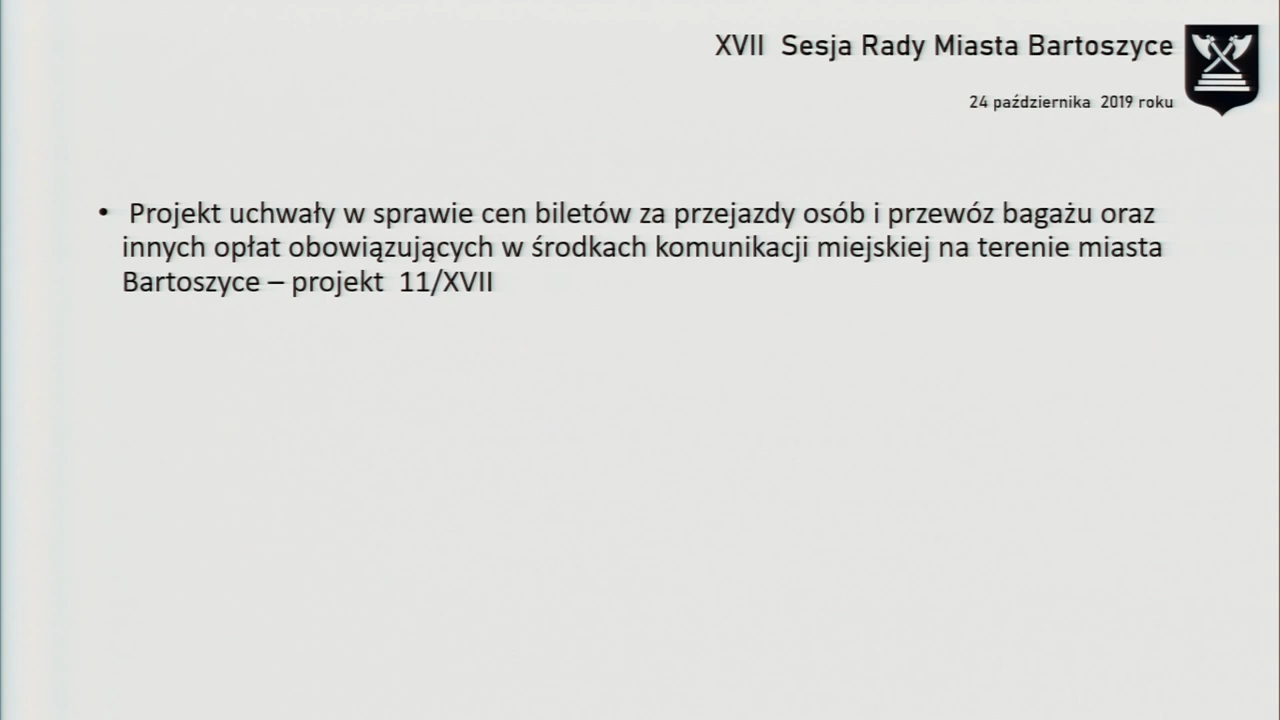 XVII Sesja Rady Miasta Bartoszyce
24 października 2019 roku
• Projekt uchwały w sprawie cen biletów za przejazdy osób i przewóz bagażu oraz
innych opłat obowiązujących w środkach komunikacji miejskiej na terenie miasta
Bartoszyce – projekt 11/XVII